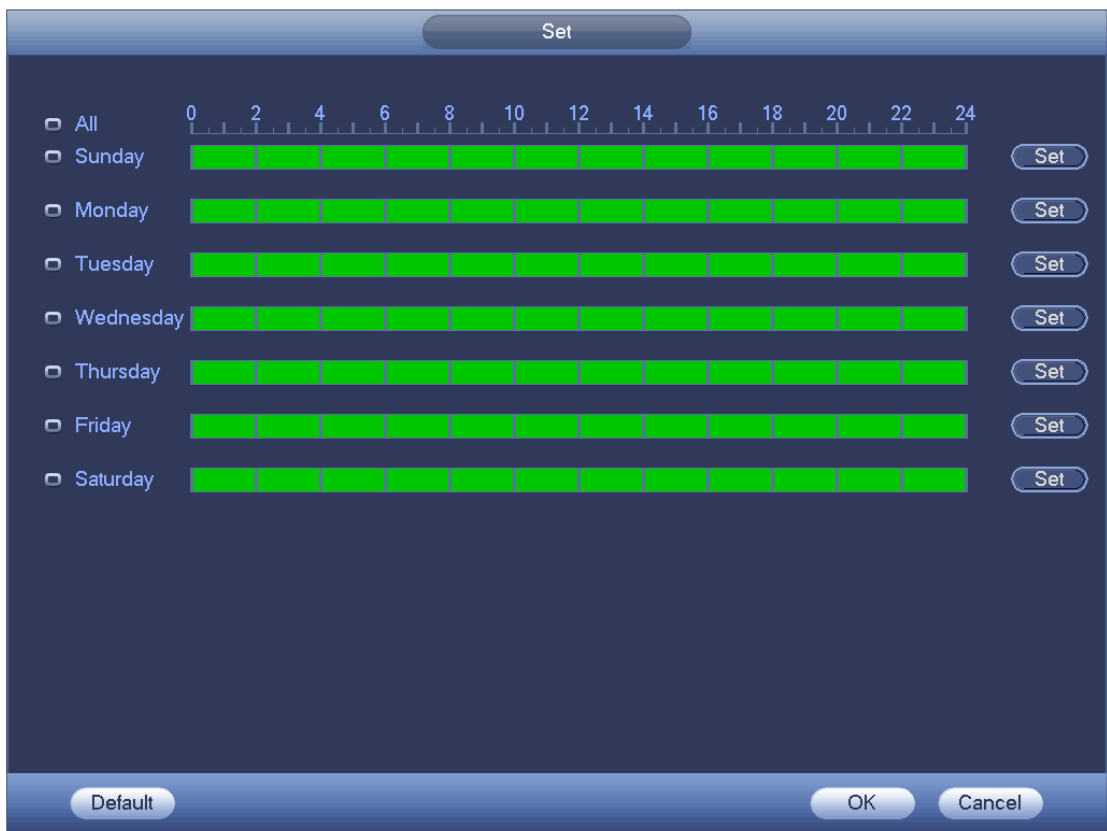 Set
All 0 2 4 6 8 10 12 14 16 18 20 22 24
Sunday Set
Monday Set
Tuesday Set
Wednesday Set
Thursday Set
Friday Set
Saturday Set
Default OK Cancel